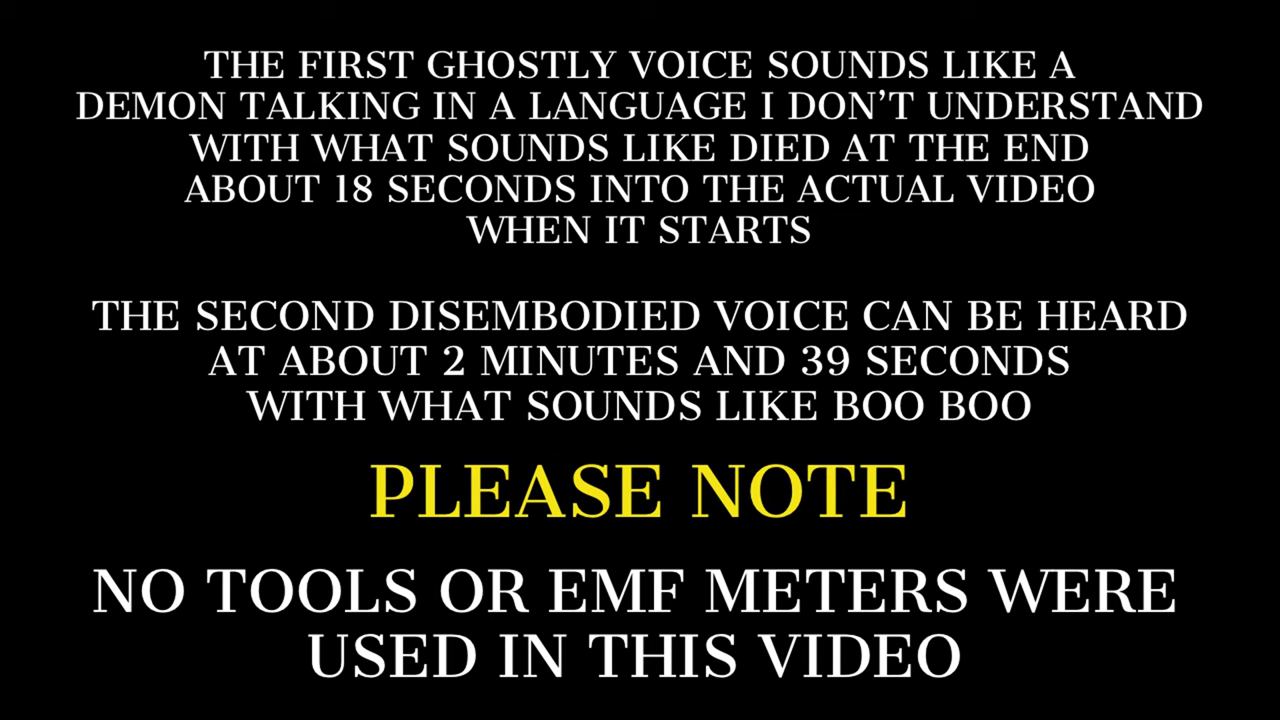 THE FIRST GHOSTLY VOICE SOUNDS LIKE A
DEMON TALKING IN A LANGUAGE I DON’T UNDERSTAND
WITH WHAT SOUNDS LIKE DIED AT THE END
ABOUT 18 SECONDS INTO THE ACTUAL VIDEO
WHEN IT STARTS
THE SECOND DISEMBODIED VOICE CAN BE HEARD
AT ABOUT 2 MINUTES AND 39 SECONDS
WITH WHAT SOUNDS LIKE BOO BOO
PLEASE NOTE
NO TOOLS OR EMF METERS WERE
USED IN THIS VIDEO